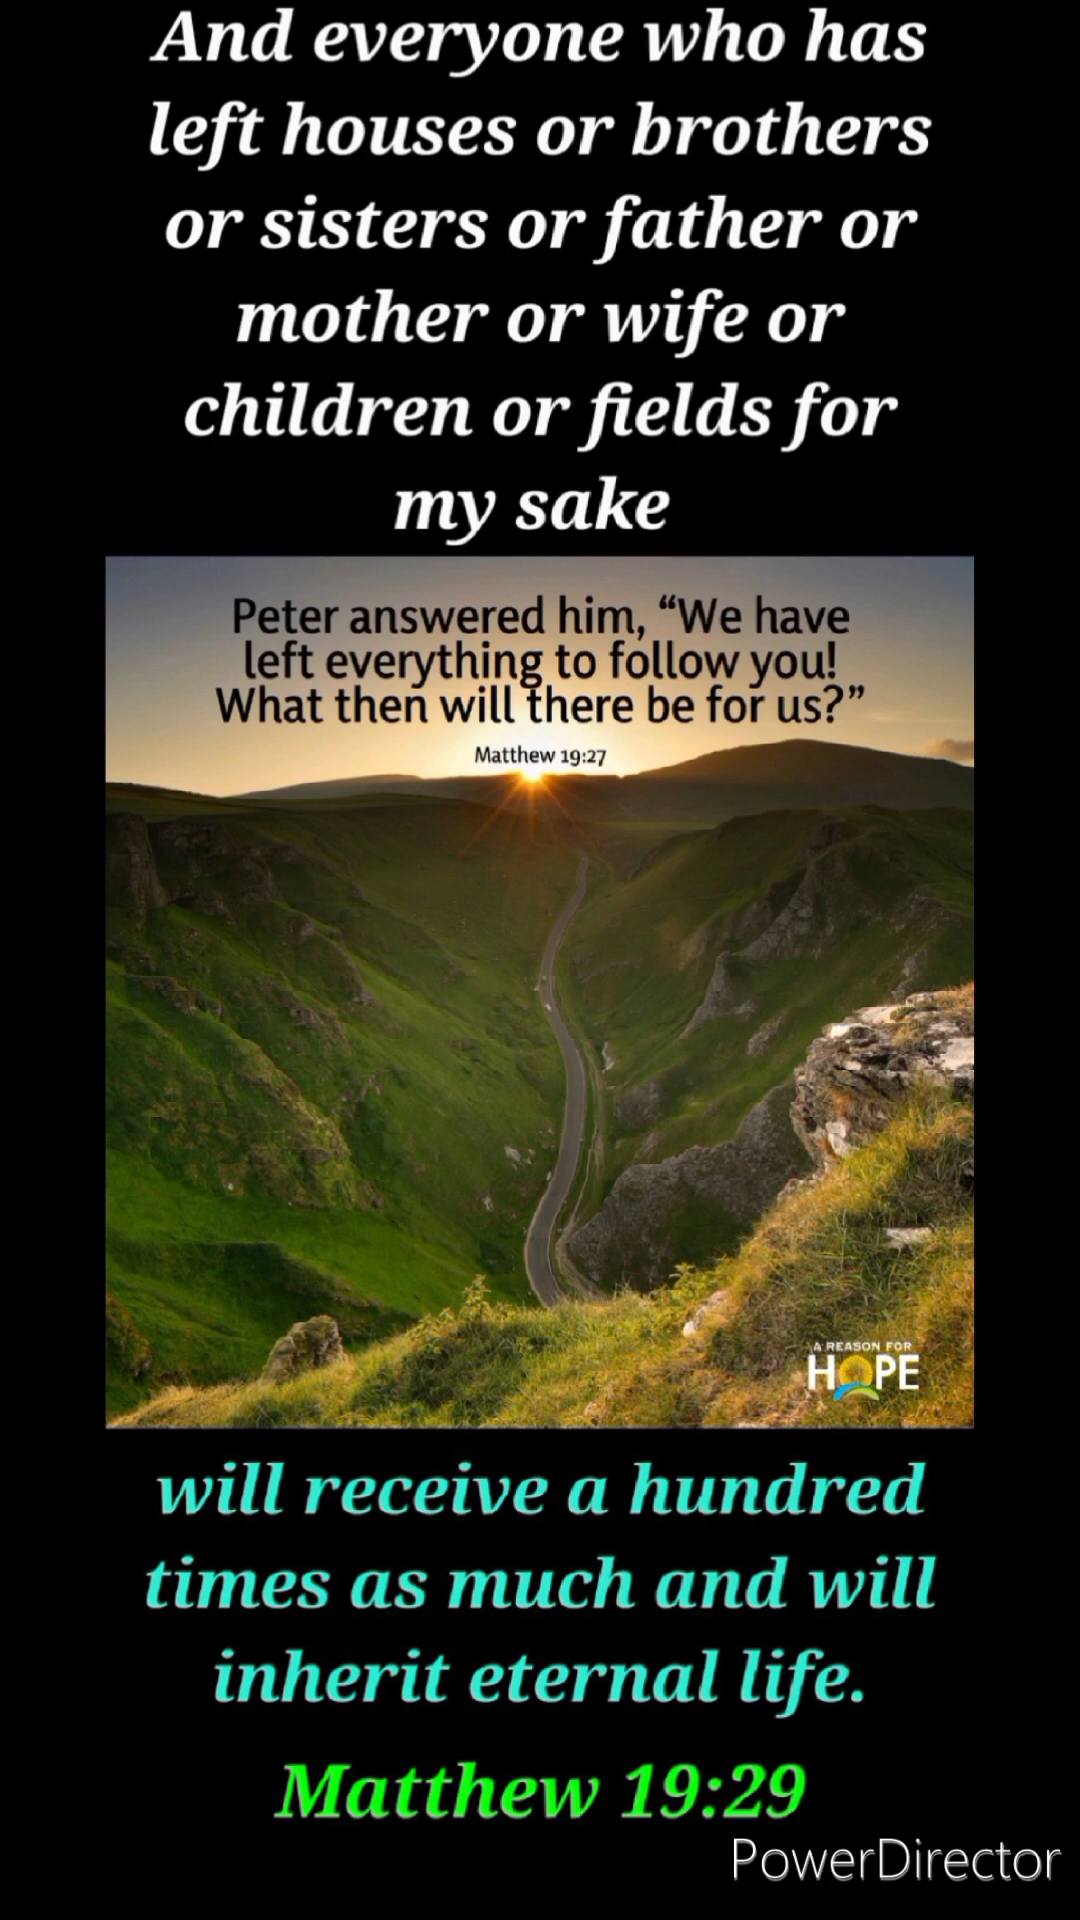 And everyone who has
left houses or brothers
or sisters or father or
mother or wife or
children or fields for
my sake
Peter answered him, “We have
left everything to follow you!
What then will there be for us?”
Matthew 19:27
A REASON FOR
HOPE
will receive a hundred
times as much and will
inherit eternal life.
Matthew 19:29
PowerDirector